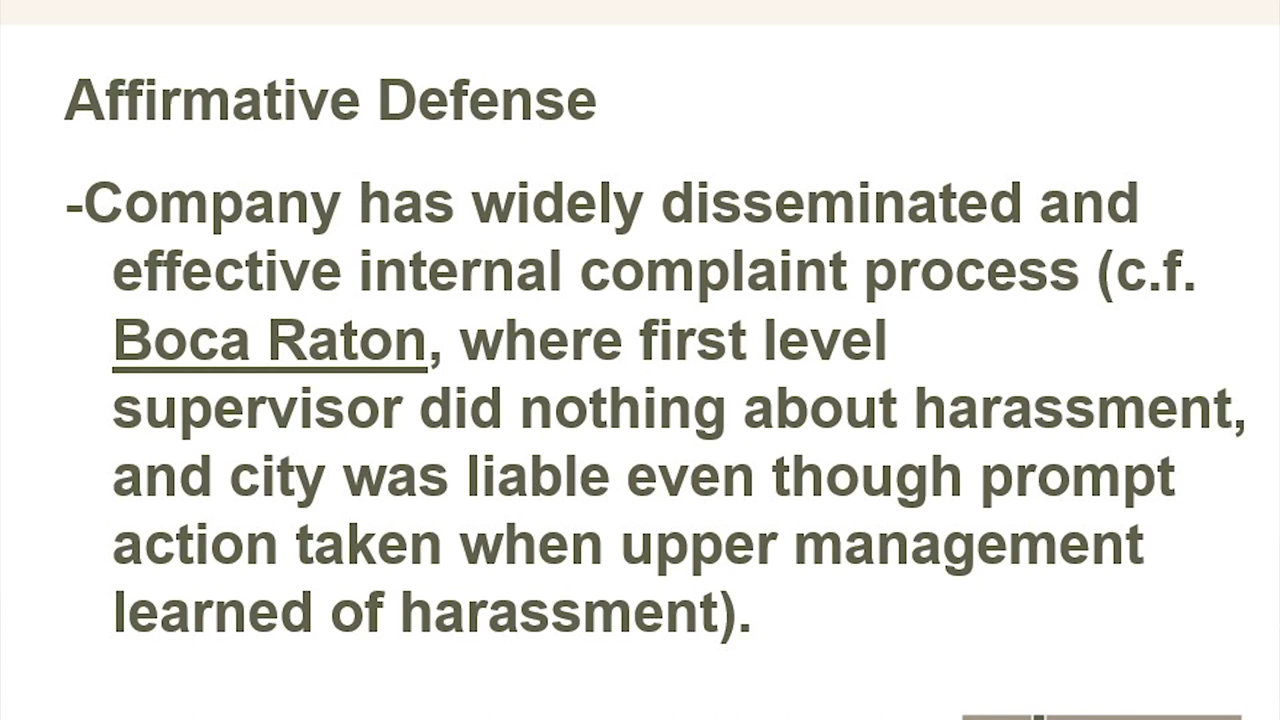 Affirmative Defense
-Company has widely disseminated and
effective internal complaint process (c.f.
Boca Raton, where first level
supervisor did nothing about harassment,
and city was liable even though prompt
action taken when upper management
learned of harassment).